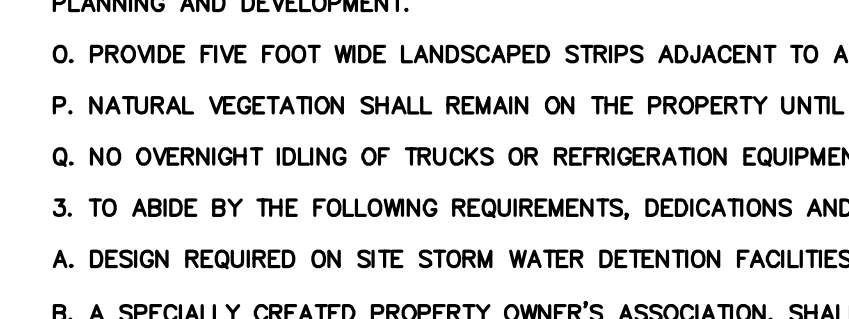 PLANNING AND DEVELOPMENT.
O. PROVIDE FIVE FOOT WIDE LANDSCAPED STRIPS ADJACENT TO A
P. NATURAL VEGETATION SHALL REMAIN ON THE PROPERTY UNTIL
Q. NO OVERNIGHT IDLING OF TRUCKS OR REFRIGERATION EQUIPMEN
3. TO ABIDE BY THE FOLLOWING REQUIREMENTS, DEDICATIONS AND
A. DESIGN REQUIRED ON SITE STORM WATER DETENTION FACILITIES
B. A SPECIALLY CREATED PROPERTY OWNER'S ASSOCIATION, SHALL